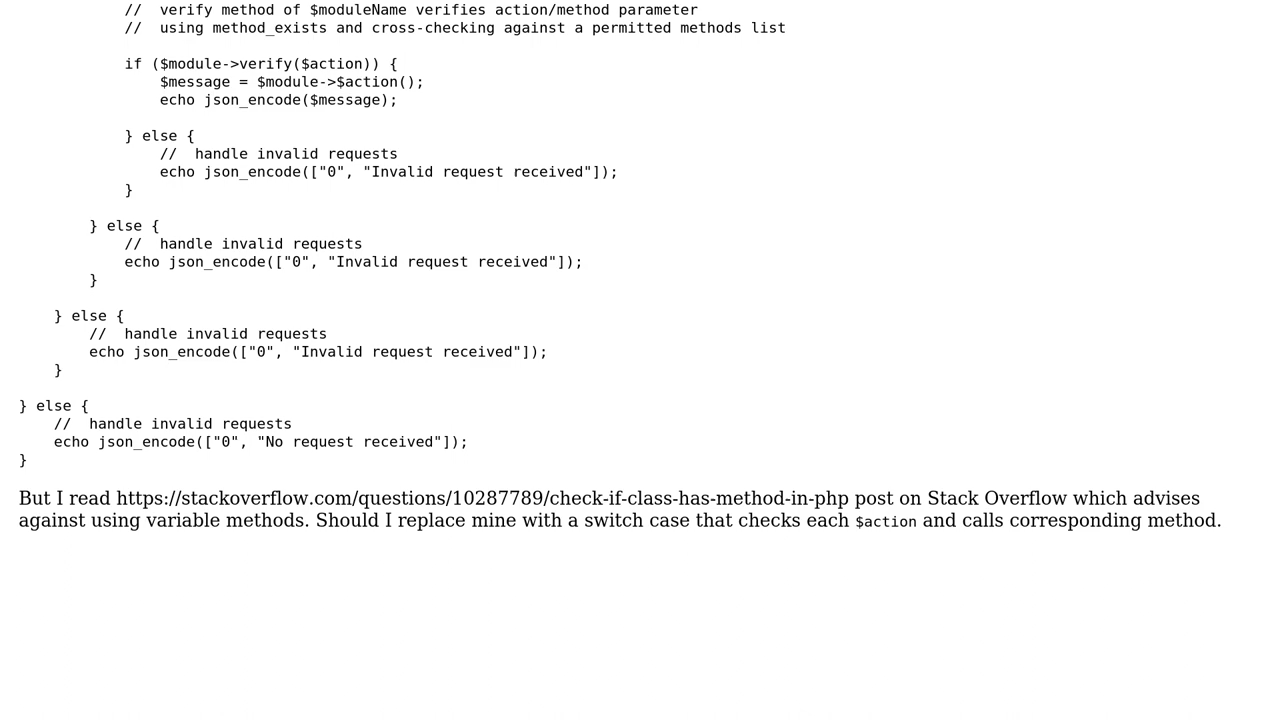 //  verify method of $moduleName verifies action/method parameter
//  using method_exists and cross-checking against a permitted methods list
if ($module->verify($action)) {
$message = $module->$action();
echo json_encode($message);
} else {
//  handle invalid requests
echo json_encode(["0", "Invalid request received"]);
}
} else {
//  handle invalid requests
echo json_encode(["0", "Invalid request received"]);
}
} else {
//  handle invalid requests
echo json_encode(["0", "Invalid request received"]);
}
} else {
//  handle invalid requests
echo json_encode(["0", "No request received"]);
}
But I read https://stackoverflow.com/questions/10287789/check-if-class-has-method-in-php post on Stack Overflow which advises
against using variable methods. Should I replace mine with a switch case that checks each $action and calls corresponding method.